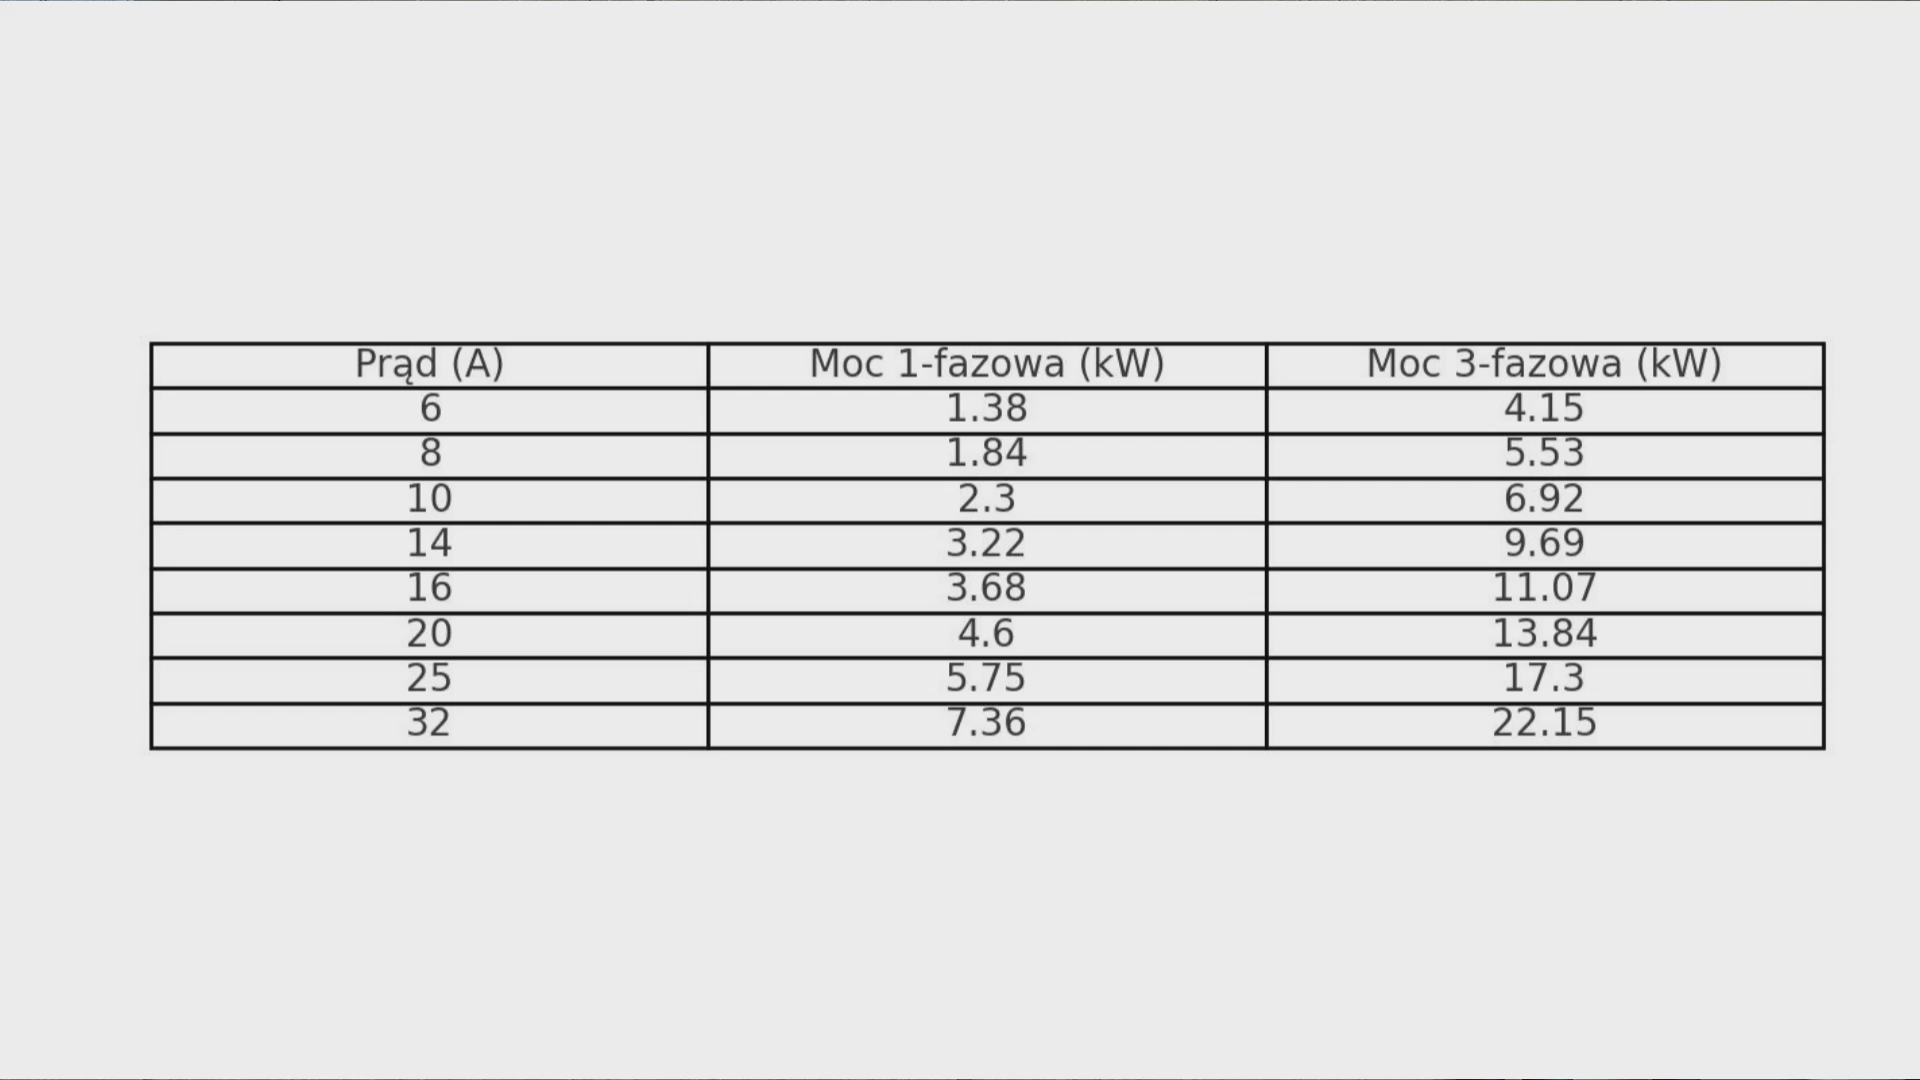 Prąd (A) Moc 1-fazowa (kW) Moc 3-fazowa (kW)
6 1.38 4.15
8 1.84 5.53
10 2.3 6.92
14 3.22 9.69
16 3.68 11.07
20 4.6 13.84
25 5.75 17.3
32 7.36 22.15